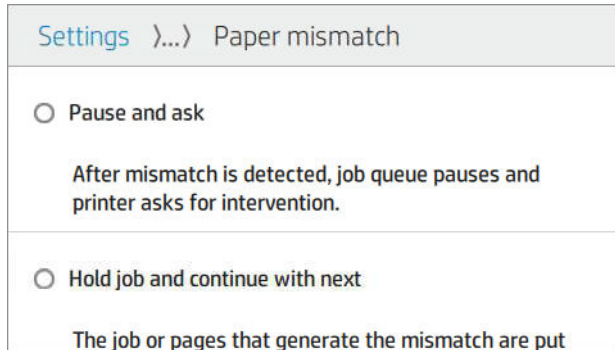 Settings 〉...〉 Paper mismatch
Pause and ask
After mismatch is detected, job queue pauses and
printer asks for intervention.
Hold job and continue with next
The job or pages that generate the mismatch are put